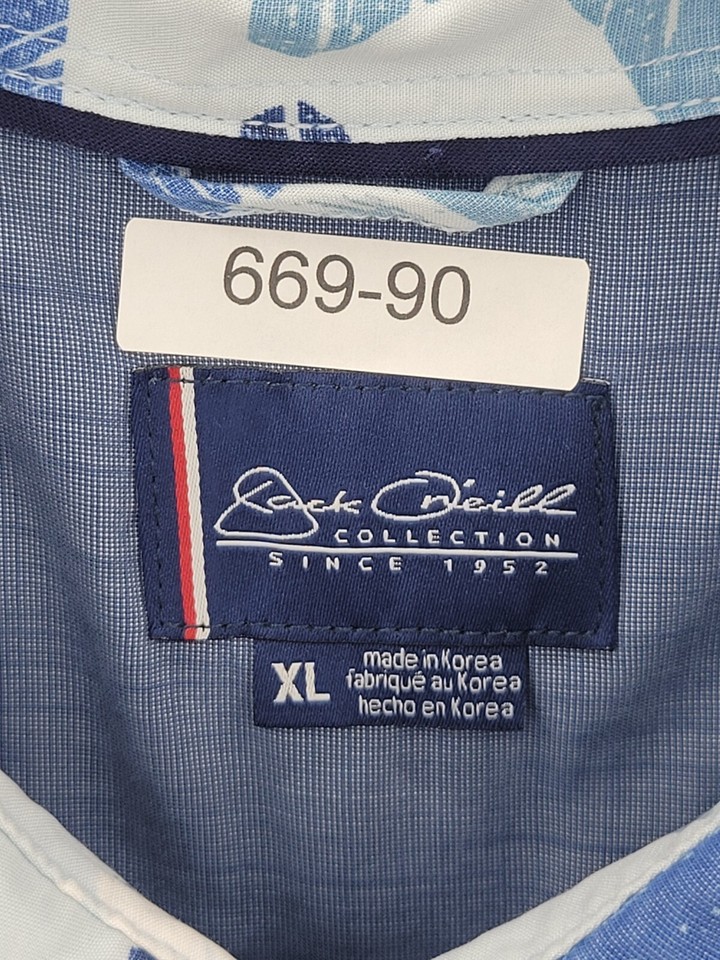 669-90
Jack O'neill
COLLECTION
SINCE 1952
XL
made in Korea
fabriqué au Korea
hecho en Korea